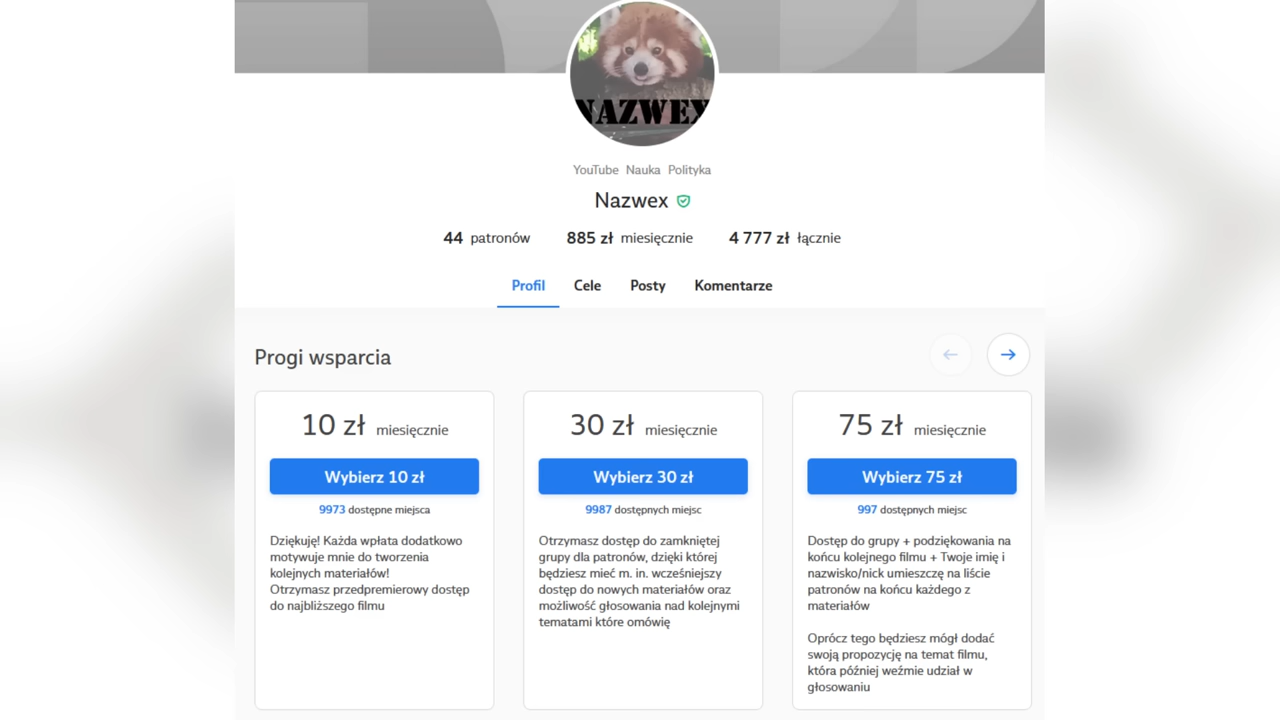 NAZWEX
YouTube Nauka Polityka
Nazwex
44 patronów 885 zł miesięcznie 4 777 zł łącznie
Profil Cele Posty Komentarze
Progi wsparcia
10 zł miesięcznie
Wybierz 10 zł
9973 dostępne miejsca
Dziękuję! Każda wpłata dodatkowo
motywuje mnie do tworzenia
kolejnych materiałów!
Otrzymasz przedpremierowy dostęp
do najbliższego filmu
30 zł miesięcznie
Wybierz 30 zł
9987 dostępnych miejsc
Otrzymasz dostęp do zamkniętej
grupy dla patronów, dzięki której
będziesz mieć m. in. wcześniejszy
dostęp do nowych materiałów oraz
możliwość głosowania nad kolejnymi
tematami które omówię
75 zł miesięcznie
Wybierz 75 zł
997 dostępnych miejsc
Dostęp do grupy + podziękowania na
końcu kolejnego filmu + Twoje imię i
nazwisko/nick umieszczę na liście
patronów na końcu każdego z
materiałów
Oprócz tego będziesz mógł dodać
swoją propozycję na temat filmu,
która później weźmie udział w
głosowaniu